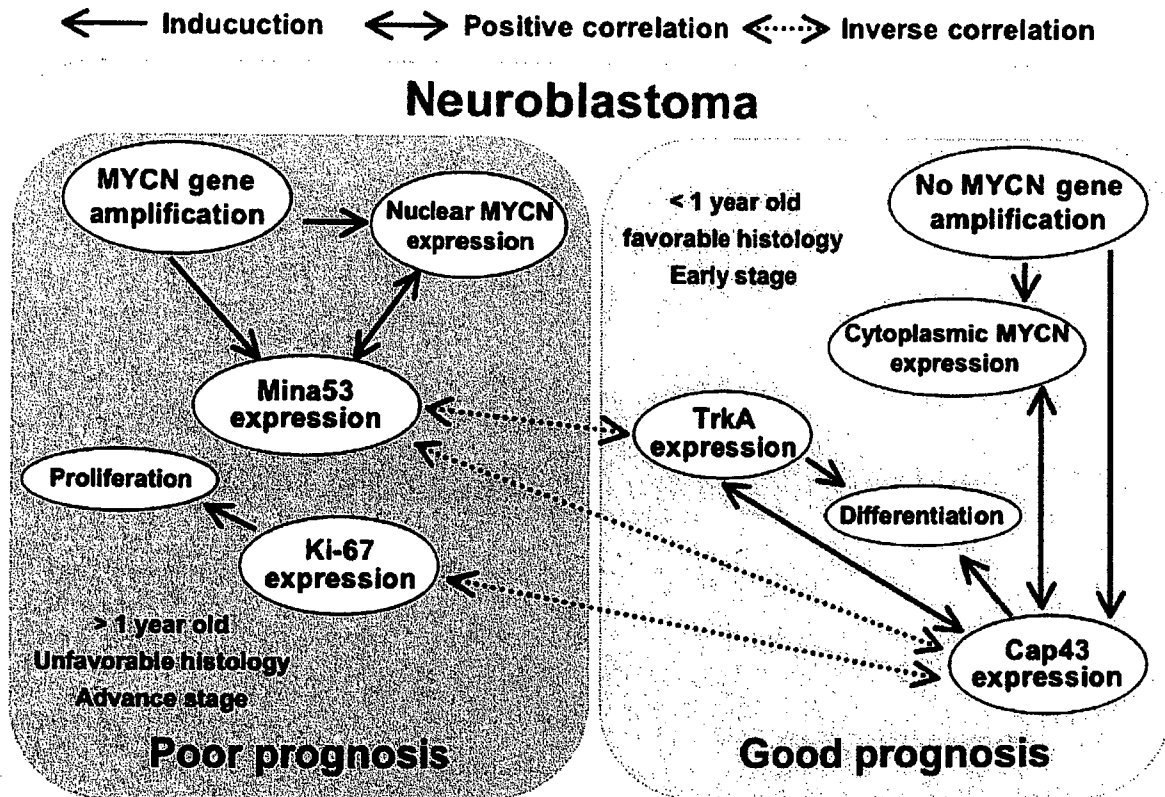 Inducuction Positive correlation Inverse correlation
Neuroblastoma
MYCN gene
amplification
Nuclear MYCN
expression
Mina53
expression
Proliferation
Ki-67
expression
> 1 year old
Unfavorable histology
Advance stage
Poor prognosis
< 1 year old
favorable histology
Early stage
No MYCN gene
amplification
Cytoplasmic MYCN
expression
TrkA
expression
Differentiation
Cap43
expression
Good prognosis